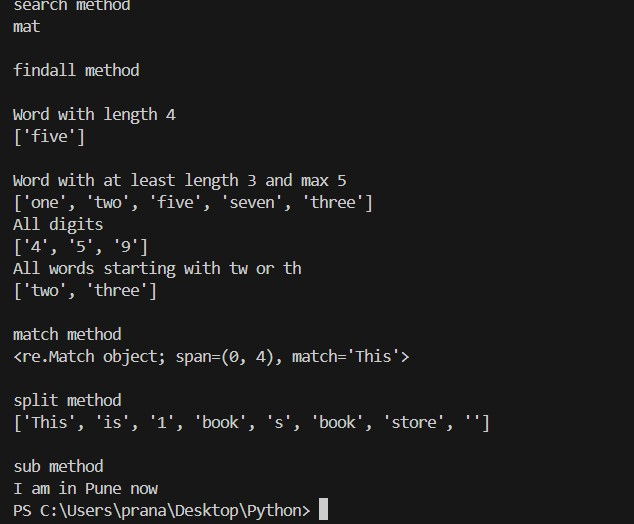 search method
mat
findall method
Word with length 4
['five']
Word with at least length 3 and max 5
['one', 'two', 'five', 'seven', 'three']
All digits
['4', '5', '9']
All words starting with tw or th
['two', 'three']
match method
<re.Match object; span=(0, 4), match='This'>
split method
['This', 'is', '1', 'book', 's', 'book', 'store', '']
sub method
I am in Pune now
PS C:\Users\prana\Desktop\Python>